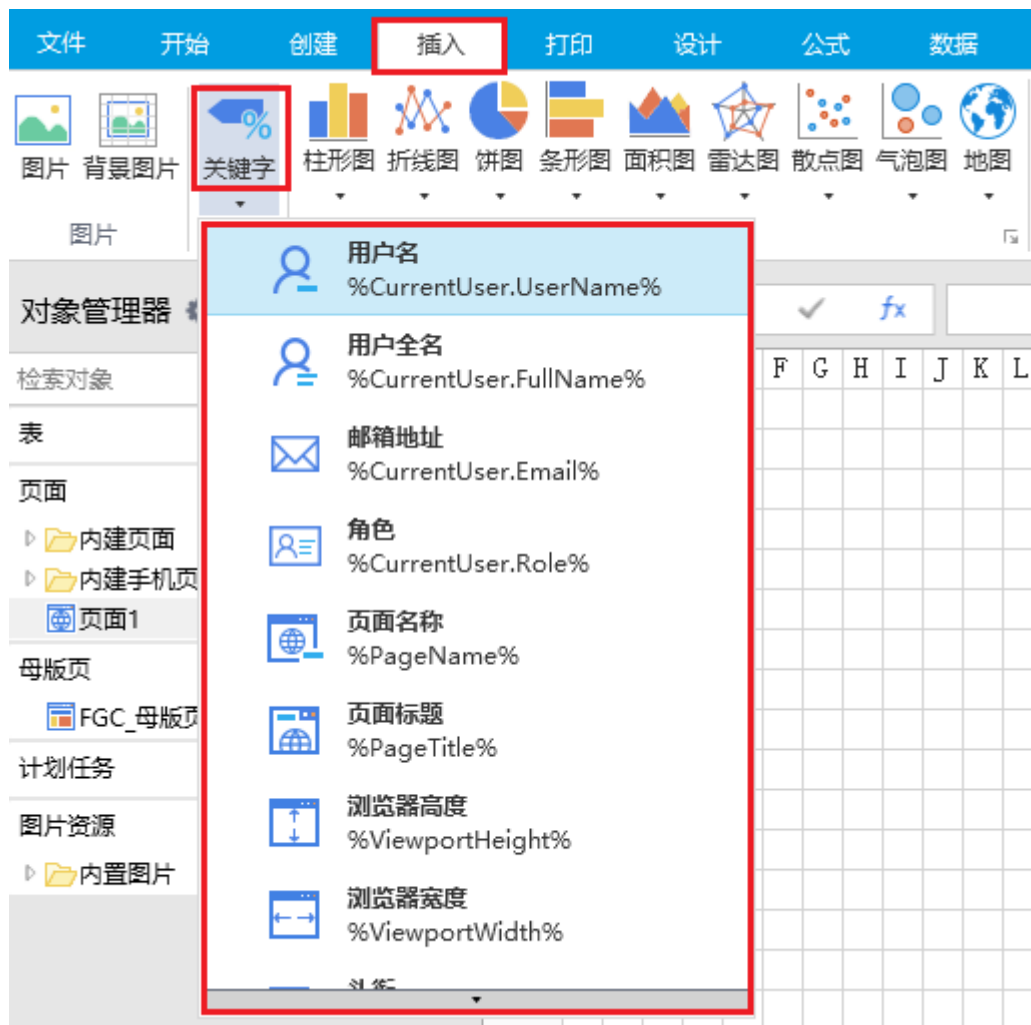 文件 开始 创建 插入 打印 设计 公式 数据
图片 背景图片 关键字 柱形图 折线图 饼图 条形图 面积图 雷达图 散点图 气泡图 地图
图片
对象管理器
fx
检索对象
F G H I J K L
表
页面
内建页面
内建手机页
页面1
母版页
FGC_母版页
计划任务
图片资源
内置图片
用户名
%CurrentUser.UserName%
用户全名
%CurrentUser.FullName%
邮箱地址
%CurrentUser.Email%
角色
%CurrentUser.Role%
页面名称
%PageName%
页面标题
%PageTitle%
浏览器高度
%ViewportHeight%
浏览器宽度
%ViewportWidth%